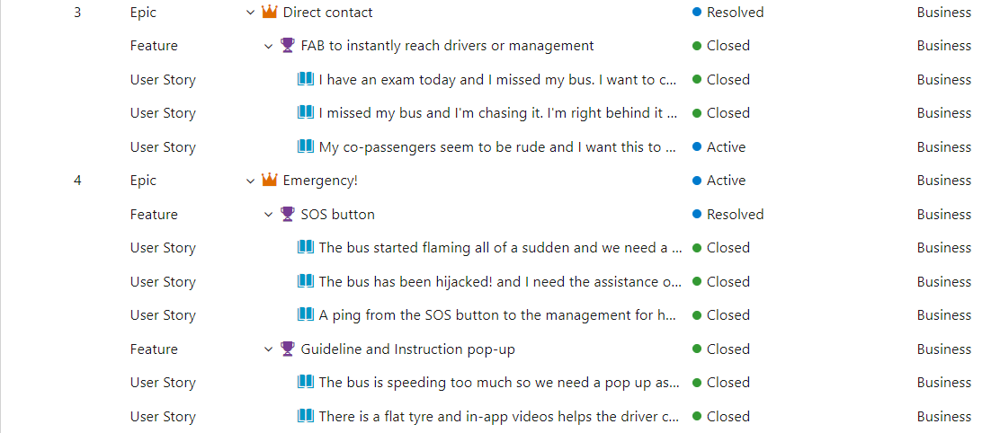 3 Epic Direct contact Resolved Business
Feature FAB to instantly reach drivers or management Closed Business
User Story I have an exam today and I missed my bus. I want to c... Closed Business
User Story I missed my bus and I'm chasing it. I'm right behind it ... Closed Business
User Story My co-passengers seem to be rude and I want this to ... Active Business
4 Epic Emergency! Active Business
Feature SOS button Resolved Business
User Story The bus started flaming all of a sudden and we need a ... Closed Business
User Story The bus has been hijacked! and I need the assistance o... Closed Business
User Story A ping from the SOS button to the management for h... Closed Business
Feature Guideline and Instruction pop-up Closed Business
User Story The bus is speeding too much so we need a pop up as... Closed Business
User Story There is a flat tyre and in-app videos helps the driver c... Closed Business